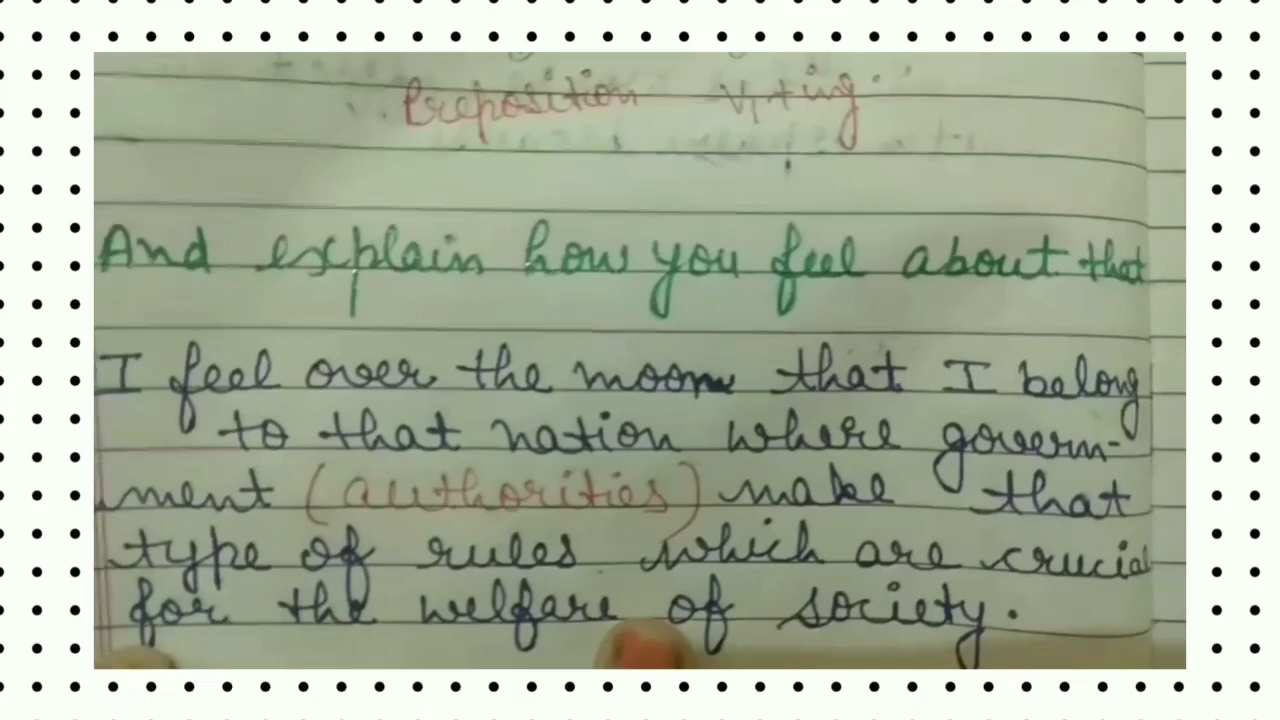 Preposition V1+ing
And explain how you feel about that
I feel over the moon that I belong
to that nation where govern-
ment (authorities) make that
type of rules which are crucial
for the welfare of society.